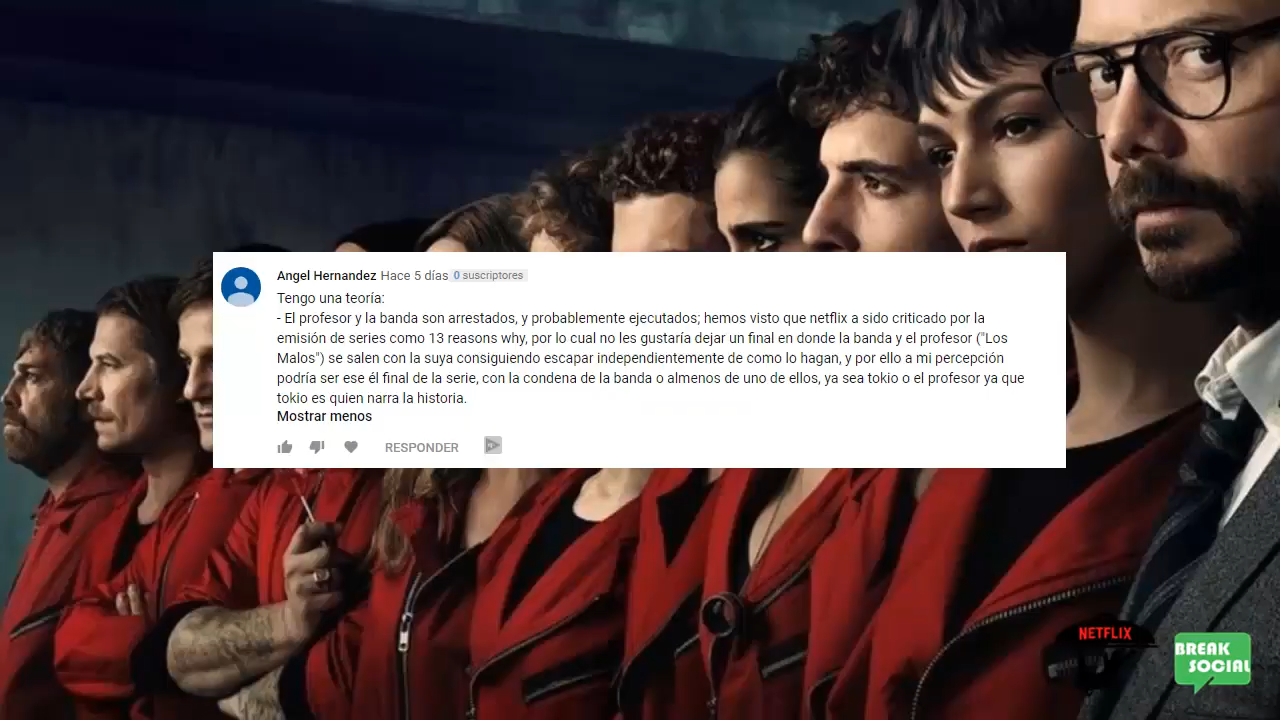 Angel Hernandez Hace 5 días 0 suscriptores
Tengo una teoría:
- El profesor y la banda son arrestados, y probablemente ejecutados; hemos visto que netflix a sido criticado por la
emisión de series como 13 reasons why, por lo cual no les gustaría dejar un final en donde la banda y el profesor ("Los
Malos") se salen con la suya consiguiendo escapar independientemente de como lo hagan, y por ello a mi percepción
podría ser ese él final de la serie, con la condena de la banda o almenos de uno de ellos, ya sea tokio o el profesor ya que
tokio es quien narra la historia.
Mostrar menos
RESPONDER
NETFLIX
BREAK
SOCIAL